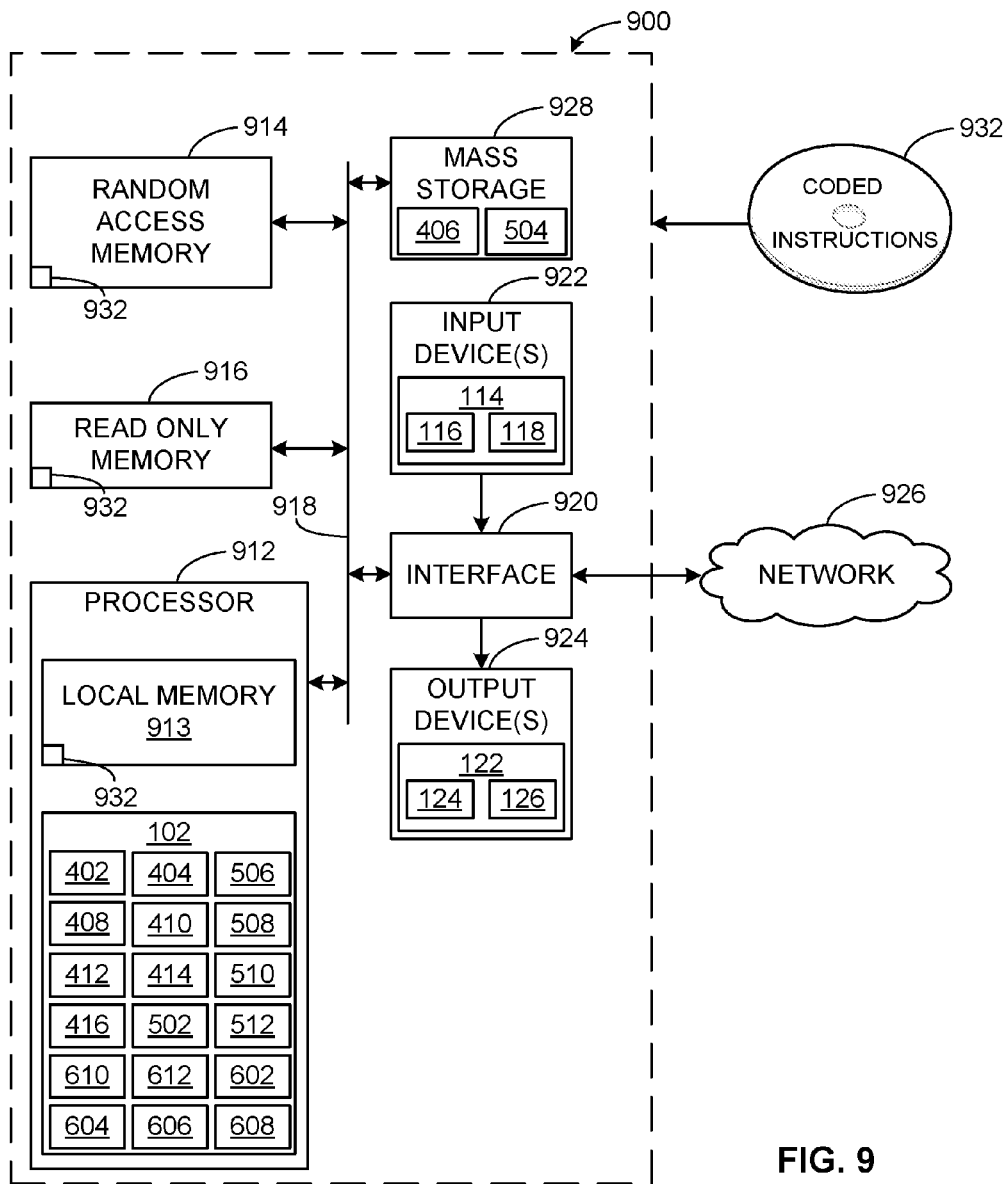 900
914
RANDOM
ACCESS
MEMORY
932
916
READ ONLY
MEMORY
932
918
912
PROCESSOR
LOCAL MEMORY
913
932
102
402 404 506
408 410 508
412 414 510
416 502 512
610 612 602
604 606 608
928
MASS
STORAGE
406 504
922
INPUT
DEVICE(S)
114
116 118
920
INTERFACE
924
OUTPUT
DEVICE(S)
122
124 126
932
CODED
INSTRUCTIONS
926
NETWORK
FIG. 9